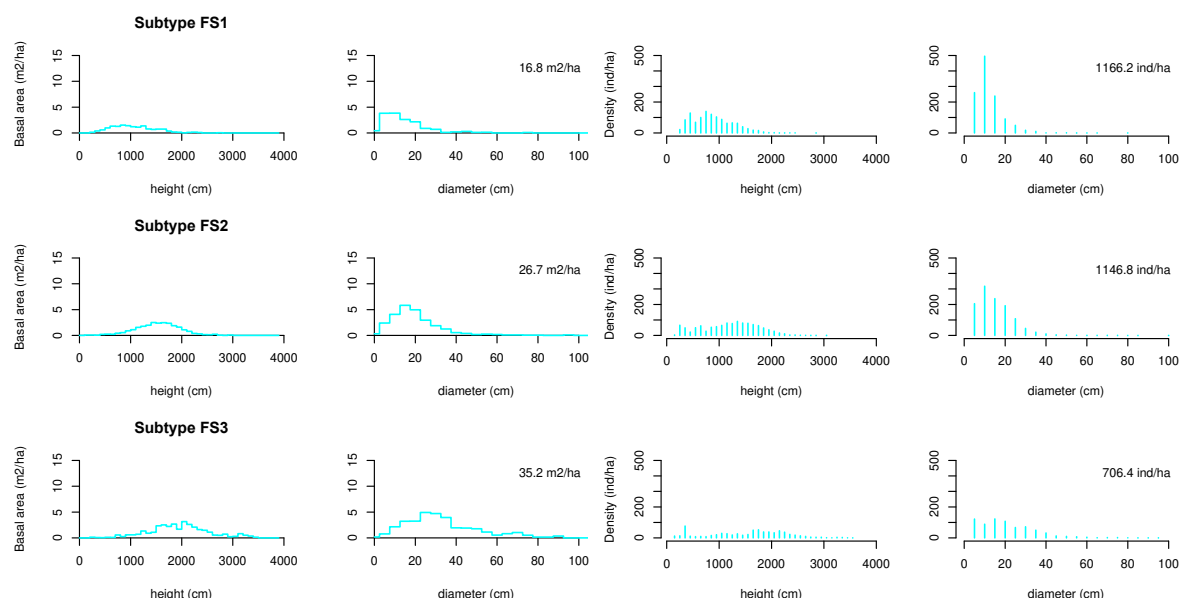 Subtype FS1
Basal area (m2/ha)
0 5 10 15
0 1000 2000 3000 4000
height (cm)
0 5 10 15
16.8 m2/ha
0 20 40 60 80 100
diameter (cm)
Density (ind/ha)
0 200 500
0 1000 2000 3000 4000
height (cm)
0 200 500
1166.2 ind/ha
0 20 40 60 80 100
diameter (cm)
Subtype FS2
Basal area (m2/ha)
0 5 10 15
0 1000 2000 3000 4000
height (cm)
0 5 10 15
26.7 m2/ha
0 20 40 60 80 100
diameter (cm)
Density (ind/ha)
0 200 500
0 1000 2000 3000 4000
height (cm)
0 200 500
1146.8 ind/ha
0 20 40 60 80 100
diameter (cm)
Subtype FS3
Basal area (m2/ha)
0 5 10 15
0 1000 2000 3000 4000
height (cm)
0 5 10 15
35.2 m2/ha
0 20 40 60 80 100
diameter (cm)
Density (ind/ha)
0 200 500
0 1000 2000 3000 4000
height (cm)
0 200 500
706.4 ind/ha
0 20 40 60 80 100
diameter (cm)